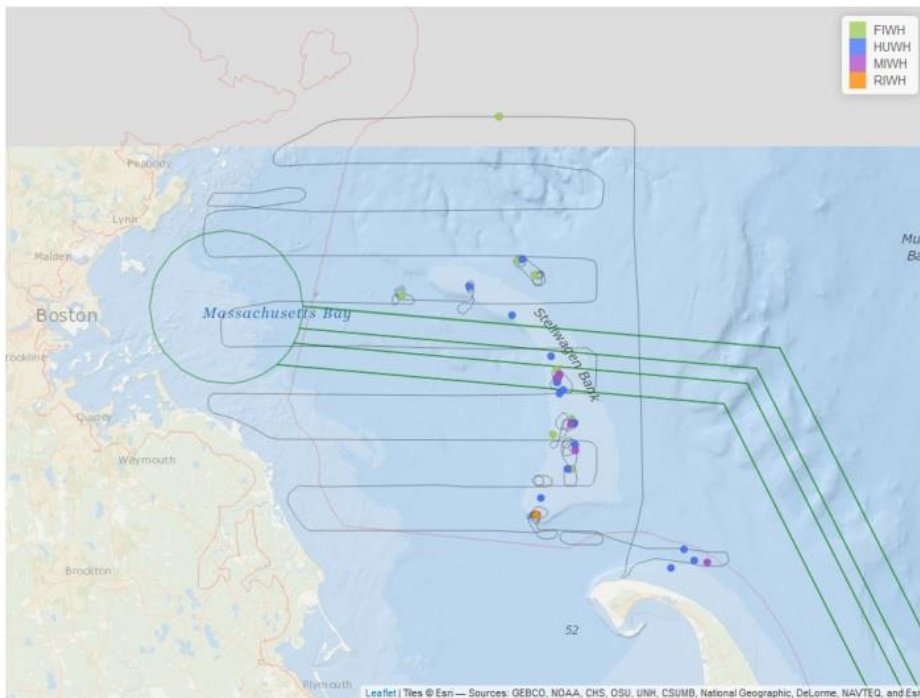 FIWH
HUWH
MIWH
RIWH
Peabody
Lynn
Malden
Boston
Massachusetts Bay
Stellwagen Bank
Quincy
Weymouth
Brockton
52
Plymouth
Leaflet | Tiles © Esri — Sources: GEBCO, NOAA, CHS, OSU, UNH, CSUMB, National Geographic, DeLorme, NAVTEQ, and Esri